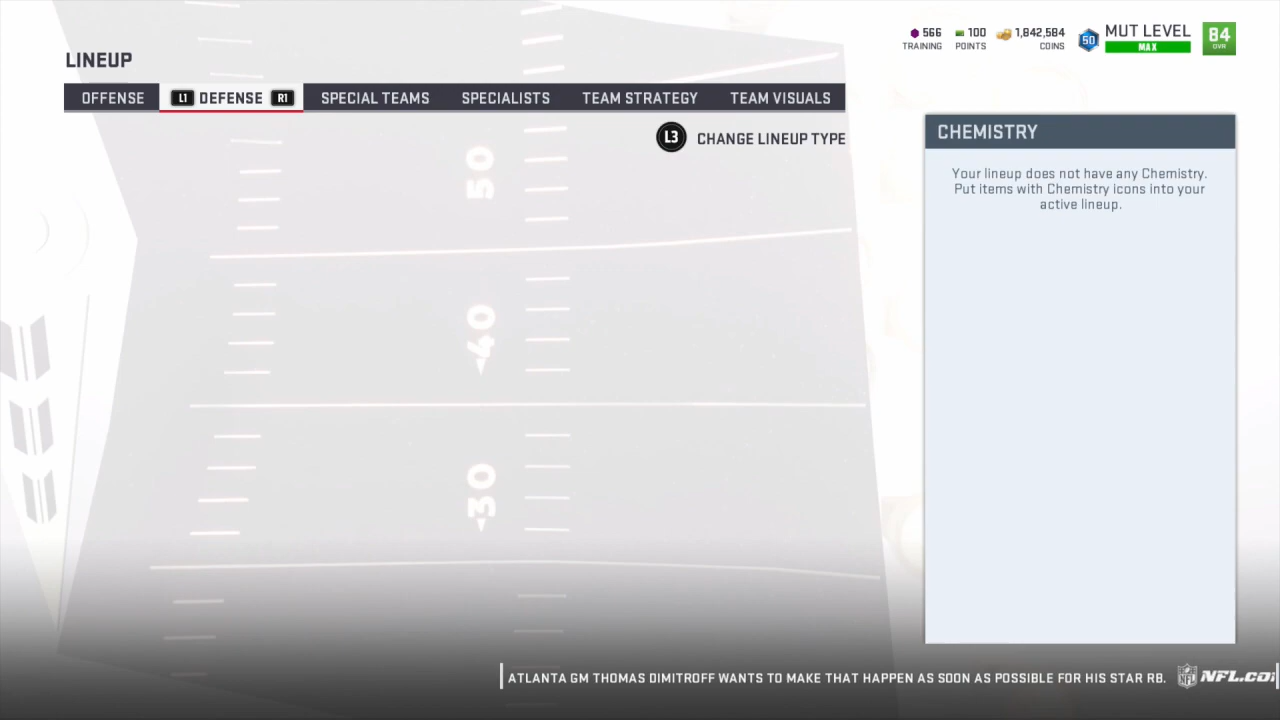 566
TRAINING
100
POINTS
1,842,584
COINS
50
MUT LEVEL
MAX
84
OVR
LINEUP
OFFENSE
L1 DEFENSE R1
SPECIAL TEAMS
SPECIALISTS
TEAM STRATEGY
TEAM VISUALS
L3 CHANGE LINEUP TYPE
CHEMISTRY
Your lineup does not have any Chemistry.
Put items with Chemistry icons into your
active lineup.
50
40
30
ATLANTA GM THOMAS DIMITROFF WANTS TO MAKE THAT HAPPEN AS SOON AS POSSIBLE FOR HIS STAR RB.
NFL NFL.CO